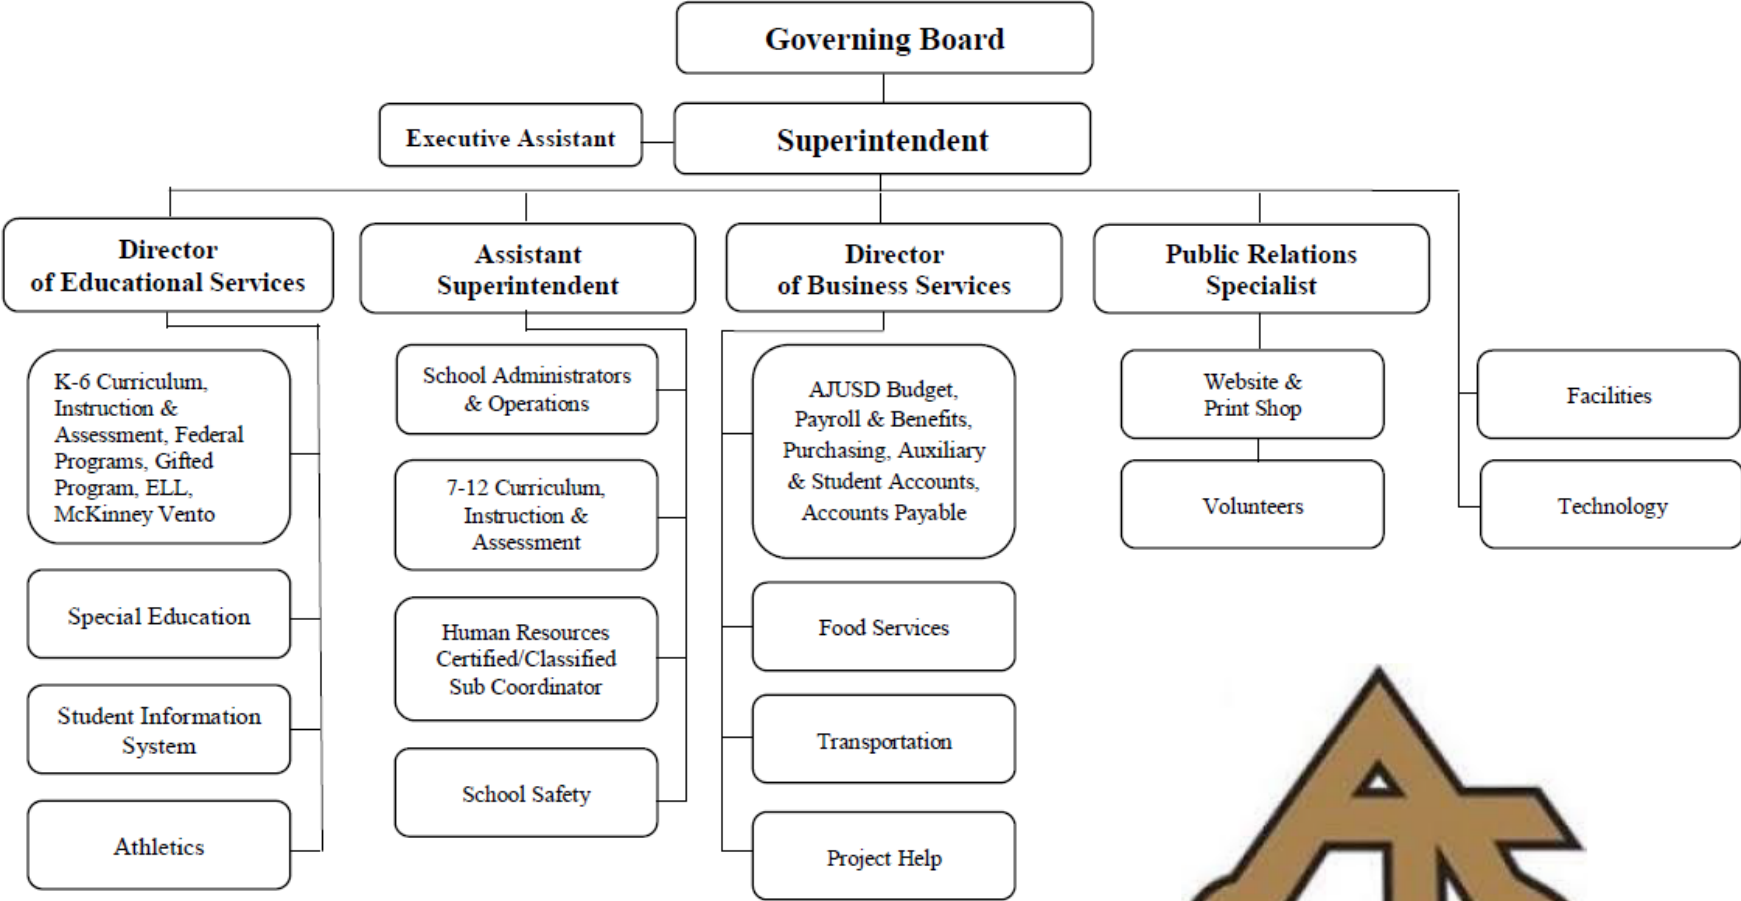 Governing Board
Executive Assistant
Superintendent
Director
of Educational Services
Assistant
Superintendent
Director
of Business Services
Public Relations
Specialist
K-6 Curriculum,
Instruction &
Assessment, Federal
Programs, Gifted
Program, ELL,
McKinney Vento
Special Education
Student Information
System
Athletics
School Administrators
& Operations
7-12 Curriculum,
Instruction &
Assessment
Human Resources
Certified/Classified
Sub Coordinator
School Safety
AJUSD Budget,
Payroll & Benefits,
Purchasing, Auxiliary
& Student Accounts,
Accounts Payable
Food Services
Transportation
Project Help
Website &
Print Shop
Volunteers
Facilities
Technology